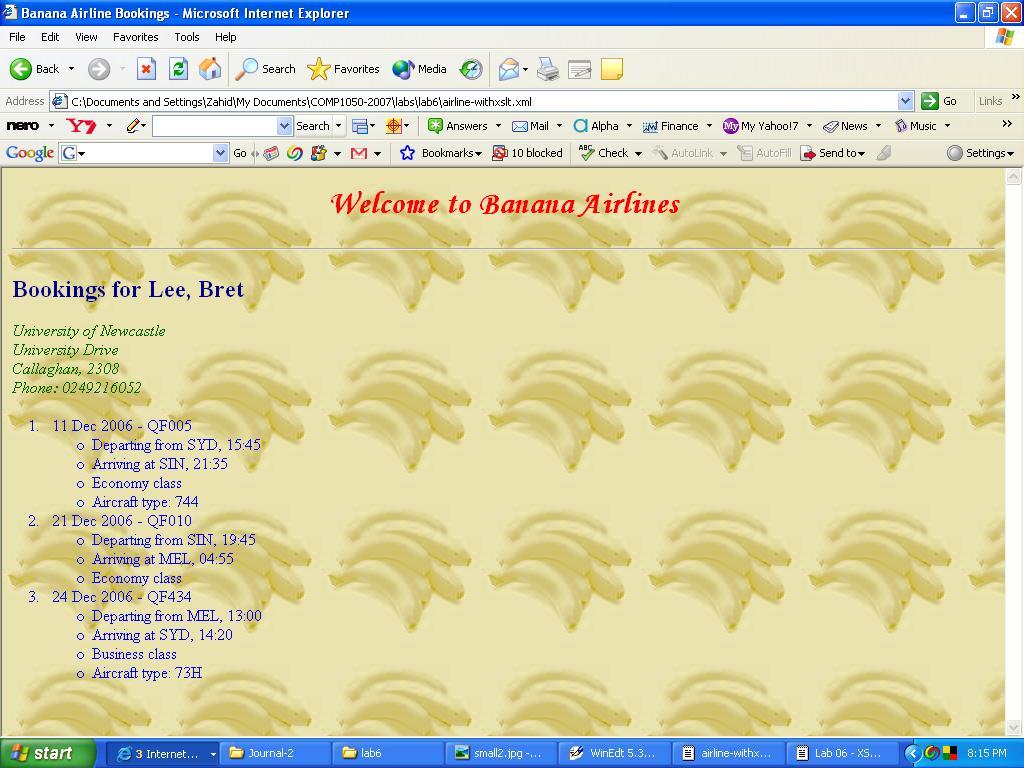 Banana Airline Bookings - Microsoft Internet Explorer
File Edit View Favorites Tools Help
Back Search Favorites Media
Address C:\Documents and Settings\Zahid\My Documents\COMP1050-2007\labs\lab6\airline-withxslt.xml Go Links »
nero Y7 Search Answers Mail Alpha Finance My Yahoo!7 News Music »
Google G Go Bookmarks 10 blocked Check AutoLink AutoFill Send to Settings
Welcome to Banana Airlines
Bookings for Lee, Bret
University of Newcastle
University Drive
Callaghan, 2308
Phone: 0249216052
1. 11 Dec 2006 - QF005
o Departing from SYD, 15:45
o Arriving at SIN, 21:35
o Economy class
o Aircraft type: 744
2. 21 Dec 2006 - QF010
o Departing from SIN, 19:45
o Arriving at MEL, 04:55
o Economy class
3. 24 Dec 2006 - QF434
o Departing from MEL, 13:00
o Arriving at SYD, 14:20
o Business class
o Aircraft type: 73H
start 3 Internet... Journal-2 lab6 small2.jpg -... WinEdt 5.3... airline-withx... Lab 06 - XS... 8:15 PM